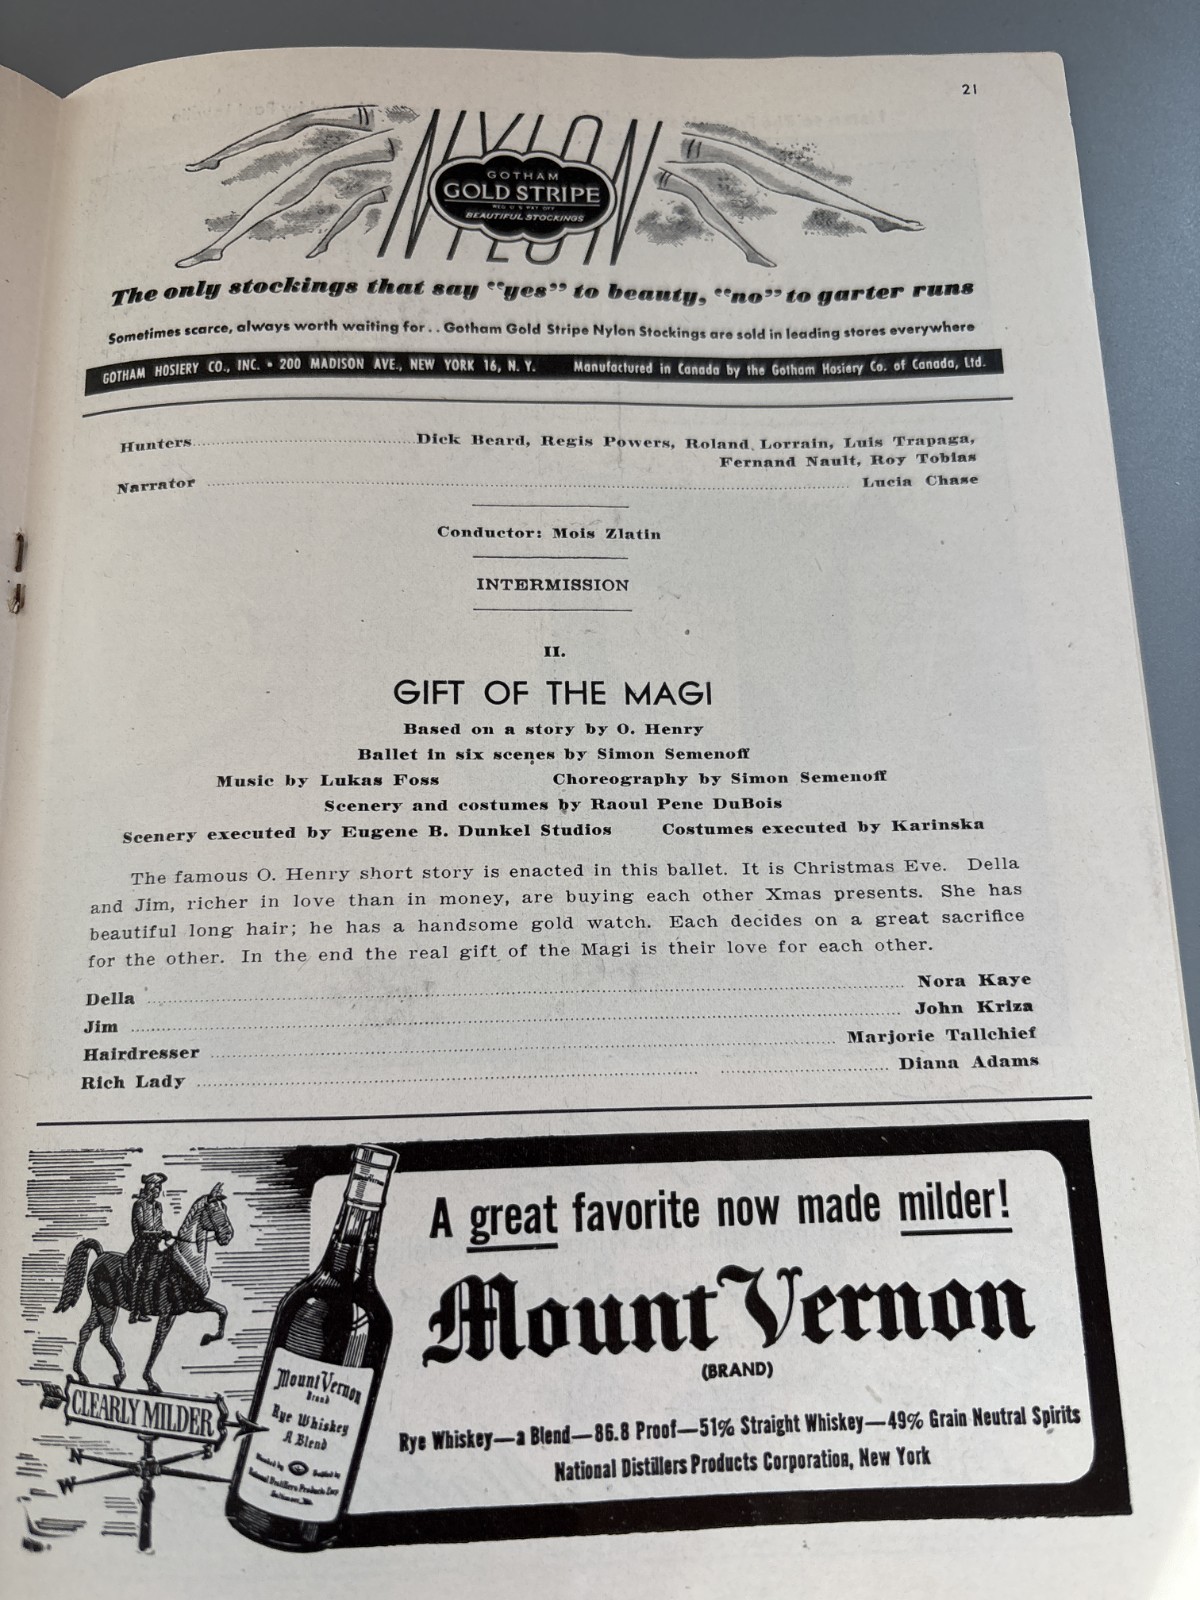 21
NYLON
GOTHAM
GOLD STRIPE
REG. U.S. PAT. OFF.
BEAUTIFUL STOCKINGS
The only stockings that say “yes” to beauty, “no” to garter runs
Sometimes scarce, always worth waiting for . . Gotham Gold Stripe Nylon Stockings are sold in leading stores everywhere
GOTHAM HOSIERY CO., INC. • 200 MADISON AVE., NEW YORK 16, N. Y. Manufactured in Canada by the Gotham Hosiery Co. of Canada, Ltd.
Hunters........Dick Beard, Regis Powers, Roland Lorrain, Luis Trapaga,
Fernand Nault, Roy Tobias
Narrator ........ Lucia Chase
Conductor: Mois Zlatin
INTERMISSION
II.
GIFT OF THE MAGI
Based on a story by O. Henry
Ballet in six scenes by Simon Semenoff
Music by Lukas Foss Choreography by Simon Semenoff
Scenery and costumes by Raoul Pene DuBois
Scenery executed by Eugene B. Dunkel Studios Costumes executed by Karinska
The famous O. Henry short story is enacted in this ballet. It is Christmas Eve. Della
and Jim, richer in love than in money, are buying each other Xmas presents. She has
beautiful long hair; he has a handsome gold watch. Each decides on a great sacrifice
for the other. In the end the real gift of the Magi is their love for each other.
Della ........ Nora Kaye
Jim ........ John Kriza
Hairdresser ........ Marjorie Tallchief
Rich Lady ........ Diana Adams
A great favorite now made milder!
Mount Vernon
(BRAND)
Rye Whiskey—a Blend—86.8 Proof—51% Straight Whiskey—49% Grain Neutral Spirits
National Distillers Products Corporation, New York
CLEARLY MILDER
N
E
W
Mount Vernon
Brand
Rye Whiskey
A Blend
National Distillers Products Corp